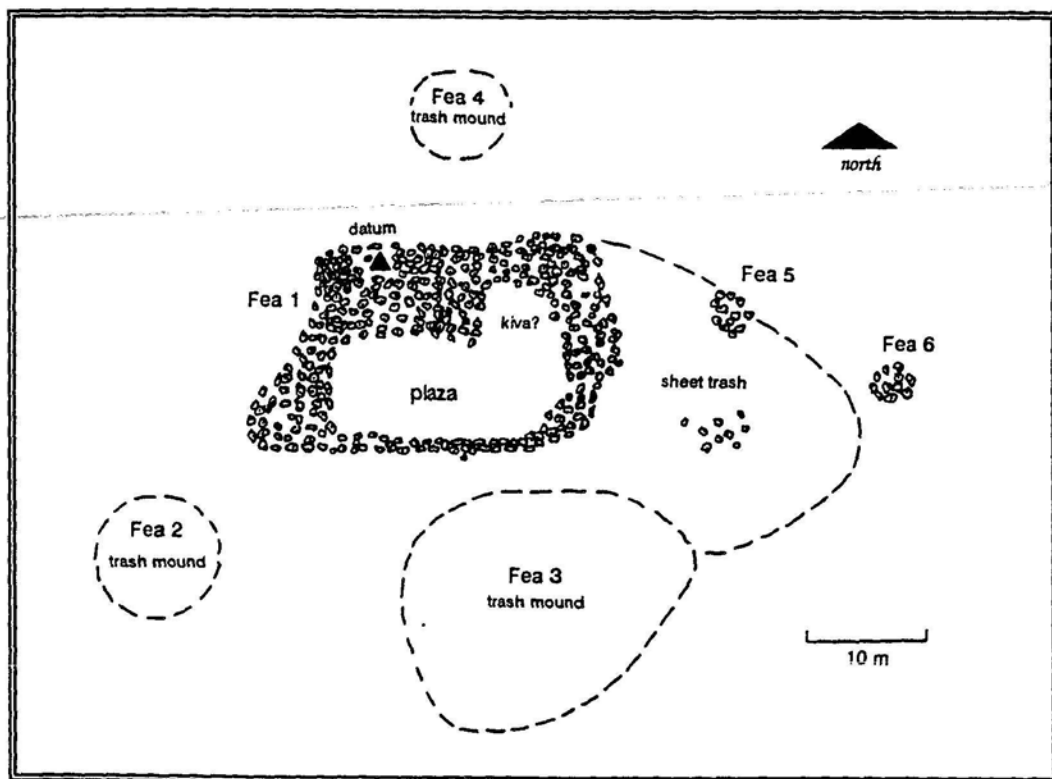 Fea 4
trash mound
north
datum
Fea 1
Fea 5
kiva?
Fea 6
plaza
sheet trash
Fea 2
trash mound
Fea 3
trash mound
10 m